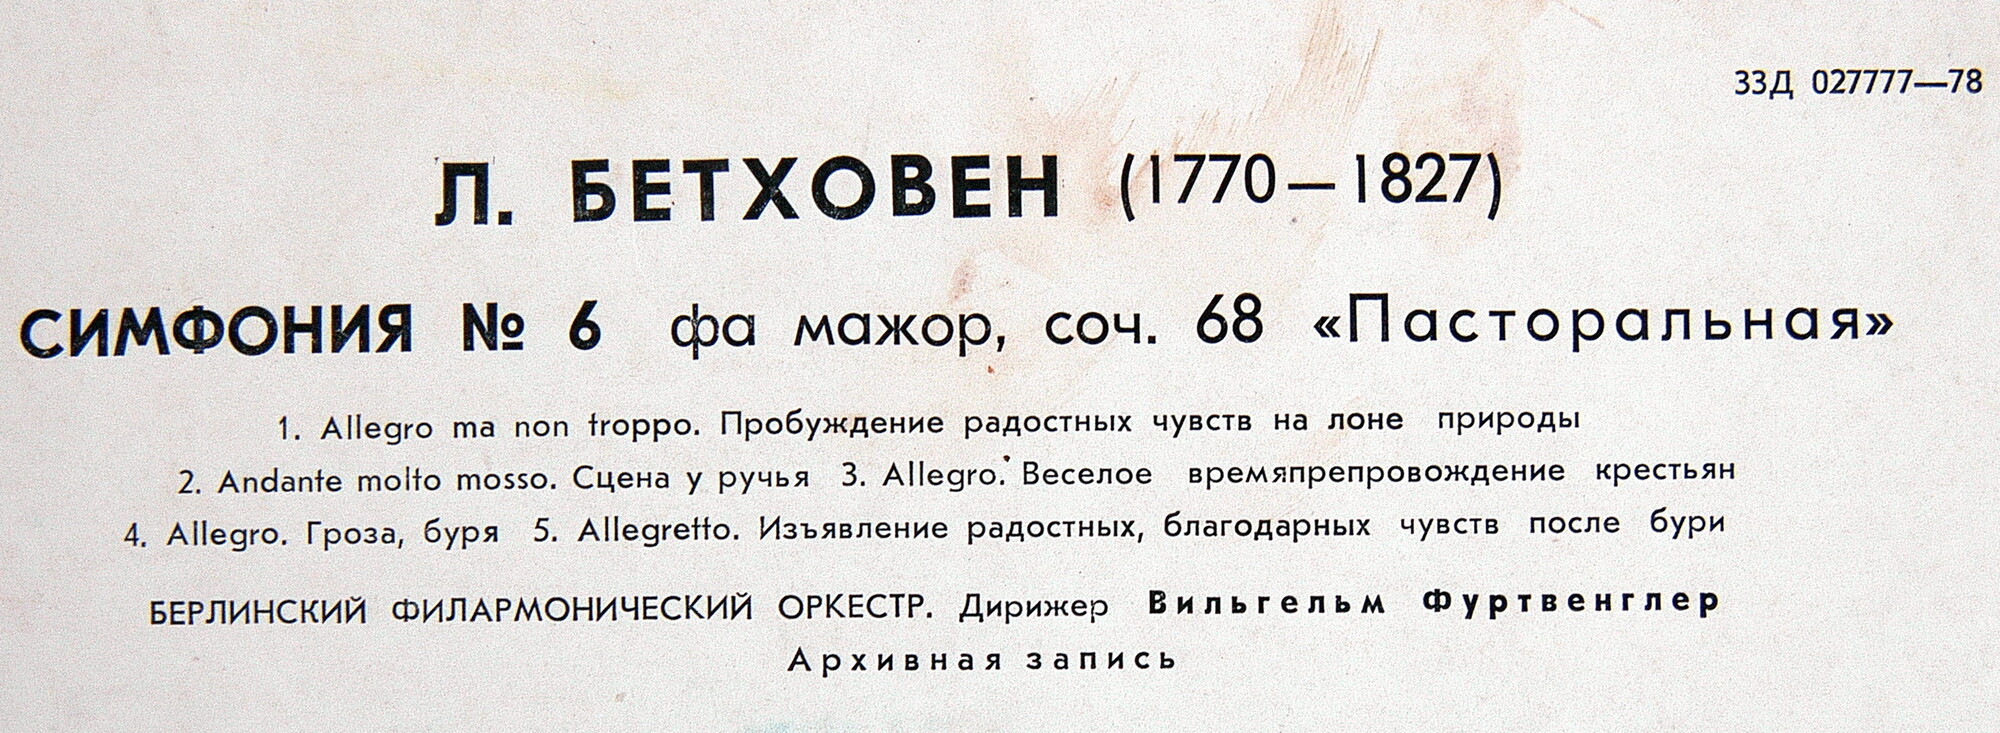 33Д 027777—78
Л. БЕТХОВЕН (1770—1827)
СИМФОНИЯ № 6 фа мажор, соч. 68 «Пасторальная»
1. Allegro ma non troppo. Пробуждение радостных чувств на лоне природы
2. Andante molto mosso. Сцена у ручья 3. Allegro. Веселое времяпрепровождение крестьян
4. Allegro. Гроза, буря 5. Allegretto. Изъявление радостных, благодарных чувств после бури
БЕРЛИНСКИЙ ФИЛАРМОНИЧЕСКИЙ ОРКЕСТР. Дирижер Вильгельм Фуртвенглер
Архивная запись